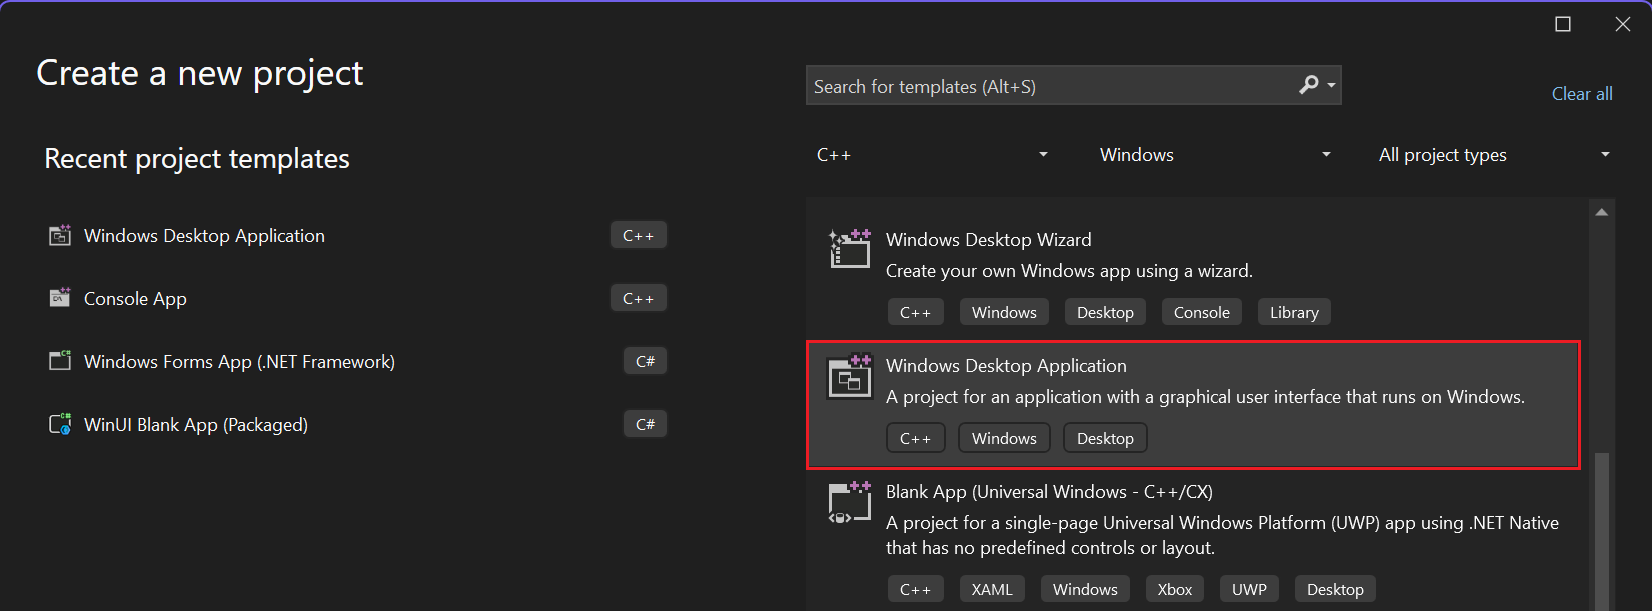 Create a new project
Search for templates (Alt+S)
Clear all
C++
Windows
All project types
Recent project templates
Windows Desktop Application C++
Console App C++
Windows Forms App (.NET Framework) C#
WinUI Blank App (Packaged) C#
Windows Desktop Wizard
Create your own Windows app using a wizard.
C++ Windows Desktop Console Library
Windows Desktop Application
A project for an application with a graphical user interface that runs on Windows.
C++ Windows Desktop
Blank App (Universal Windows - C++/CX)
A project for a single-page Universal Windows Platform (UWP) app using .NET Native
that has no predefined controls or layout.
C++ XAML Windows Xbox UWP Desktop